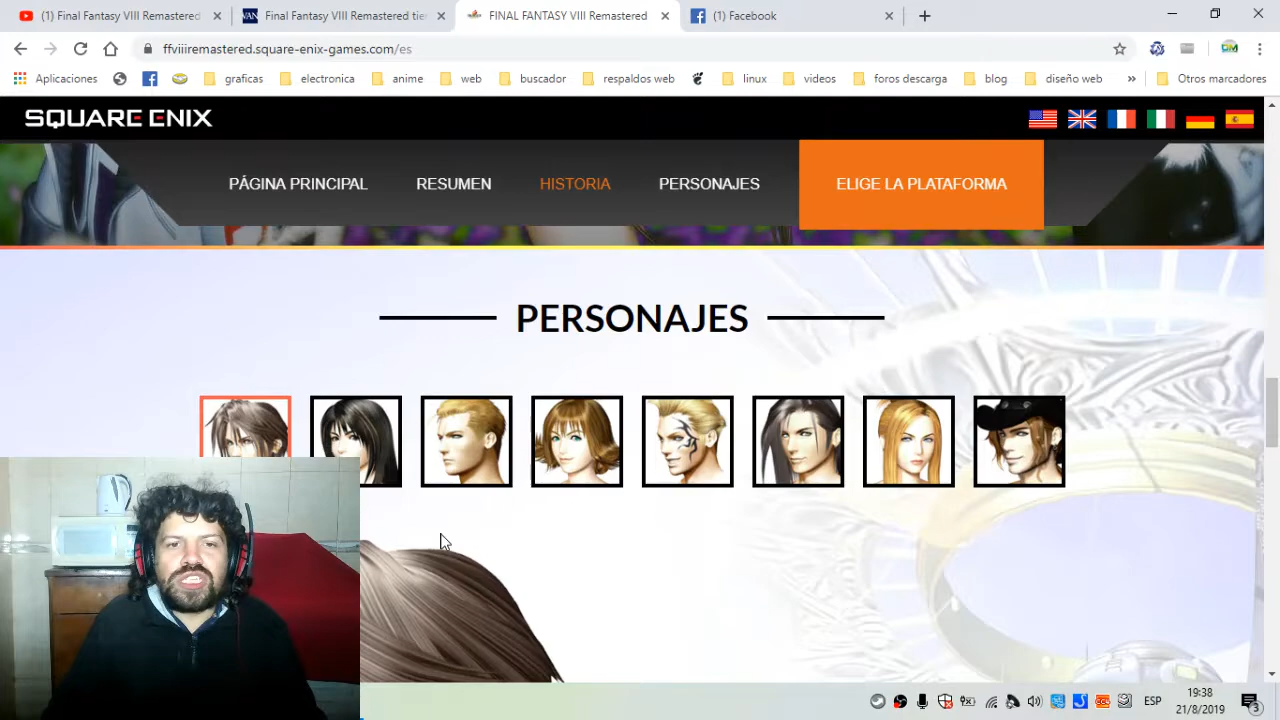 (1) Final Fantasy VIII Remastered
Final Fantasy VIII Remastered tie
FINAL FANTASY VIII Remastered
(1) Facebook
ffviiiremastered.square-enix-games.com/es
Aplicaciones
graficas
electronica
anime
web
buscador
respaldos web
linux
videos
foros descarga
blog
diseño web
Otros marcadores
SQUARE ENIX
PÁGINA PRINCIPAL
RESUMEN
HISTORIA
PERSONAJES
ELIGE LA PLATAFORMA
PERSONAJES
ESP
19:38
21/8/2019
3